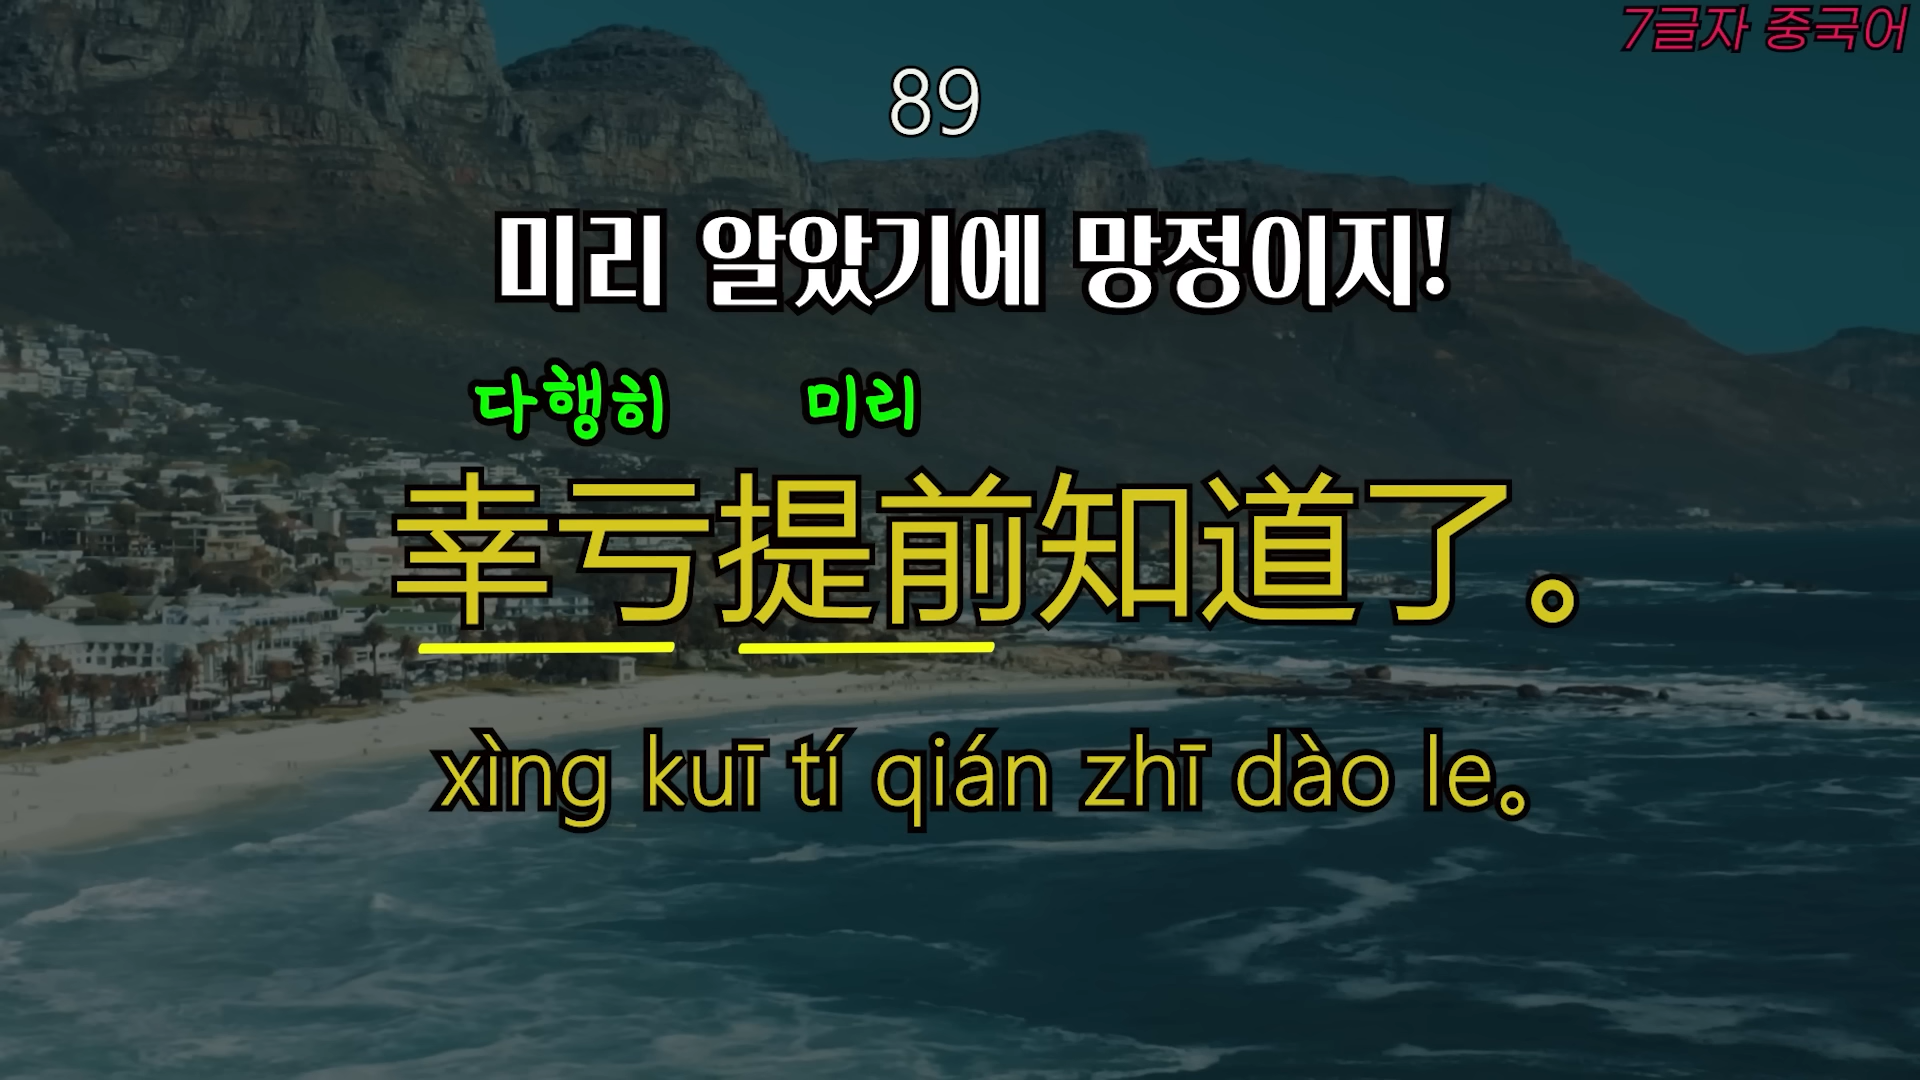 7글자 중국어
89
미리 알았기에 망정이지!
다행히 미리
幸亏提前知道了。
xìng kuī tí qián zhī dào le。